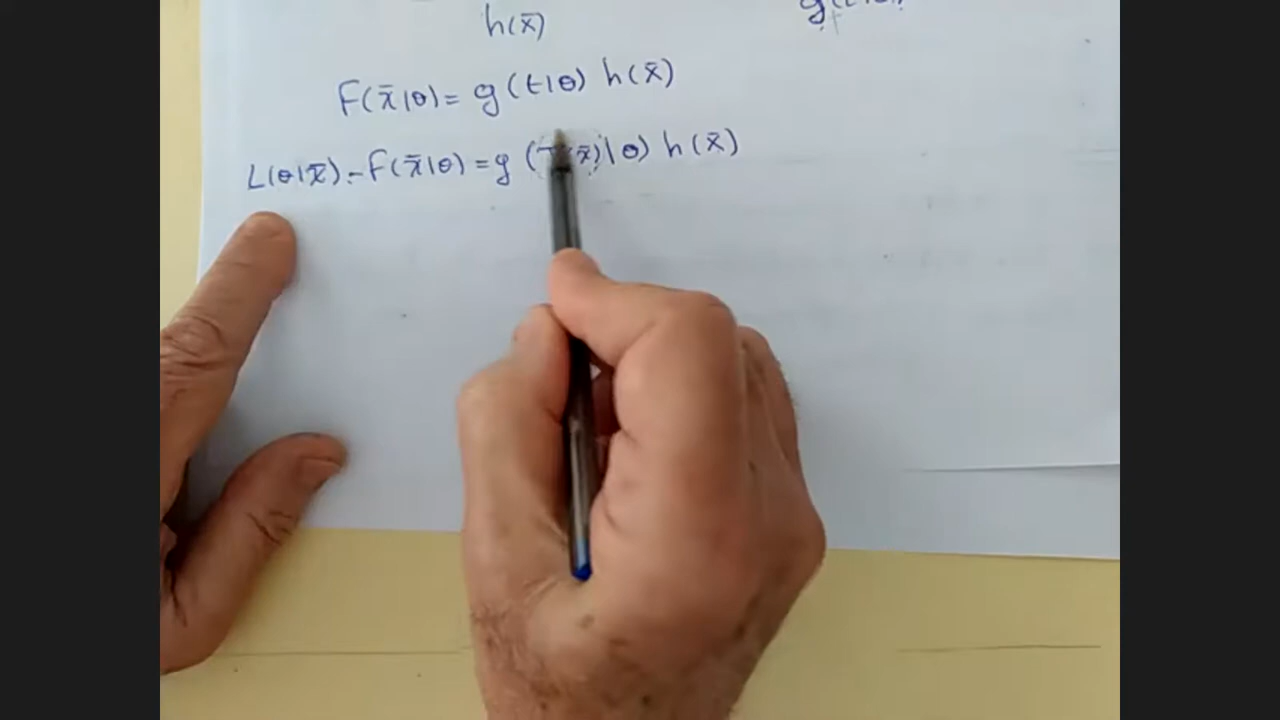 h(x̄)
F(x̄|θ) = g(t|θ) h(x̄)
L(θ|x̄) = F(x̄|θ) = g(T(x̄)|θ) h(x̄)